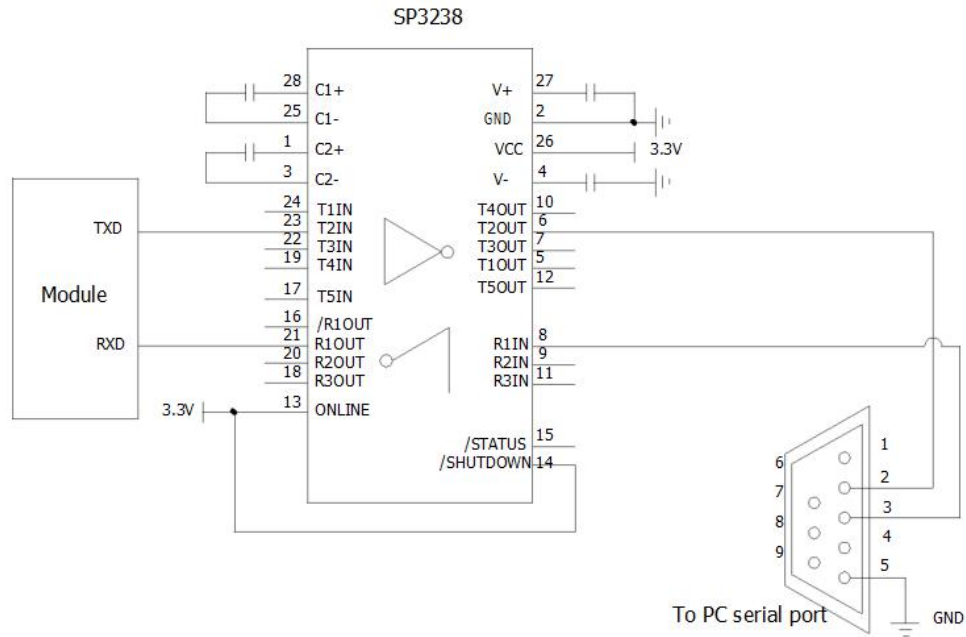 SP3238
28 C1+ V+ 27
25 C1- GND 2
1 C2+ VCC 26 3.3V
3 C2- V- 4
24 T1IN T4OUT 10
TXD 23 T2IN T2OUT 6
22 T3IN T3OUT 7
19 T4IN T1OUT 5
17 T5IN T5OUT 12
Module
16 /R1OUT
RXD 21 R1OUT R1IN 8
20 R2OUT R2IN 9
18 R3OUT R3IN 11
3.3V 13 ONLINE
/STATUS 15
/SHUTDOWN 14
1
6
2
7
3
8
4
9
5
To PC serial port
GND